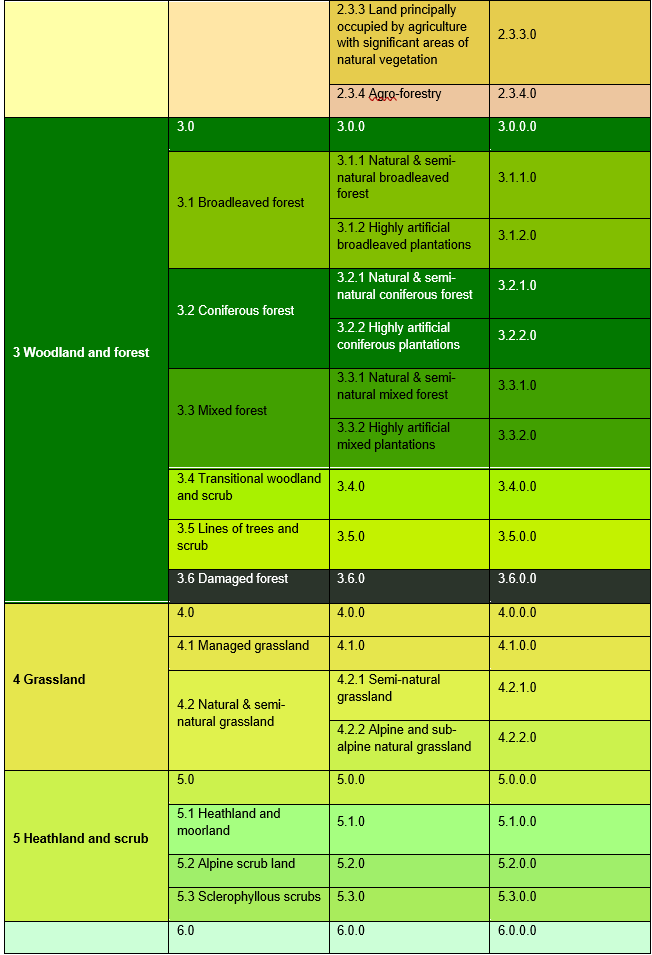 2.3.3 Land principally
occupied by agriculture
with significant areas of
natural vegetation
2.3.3.0
2.3.4 Agro-forestry
2.3.4.0
3 Woodland and forest
3.0
3.0.0
3.0.0.0
3.1 Broadleaved forest
3.1.1 Natural & semi-
natural broadleaved
forest
3.1.1.0
3.1.2 Highly artificial
broadleaved plantations
3.1.2.0
3.2 Coniferous forest
3.2.1 Natural & semi-
natural coniferous forest
3.2.1.0
3.2.2 Highly artificial
coniferous plantations
3.2.2.0
3.3 Mixed forest
3.3.1 Natural & semi-
natural mixed forest
3.3.1.0
3.3.2 Highly artificial
mixed plantations
3.3.2.0
3.4 Transitional woodland
and scrub
3.4.0
3.4.0.0
3.5 Lines of trees and
scrub
3.5.0
3.5.0.0
3.6 Damaged forest
3.6.0
3.6.0.0
4 Grassland
4.0
4.0.0
4.0.0.0
4.1 Managed grassland
4.1.0
4.1.0.0
4.2 Natural & semi-
natural grassland
4.2.1 Semi-natural
grassland
4.2.1.0
4.2.2 Alpine and sub-
alpine natural grassland
4.2.2.0
5 Heathland and scrub
5.0
5.0.0
5.0.0.0
5.1 Heathland and
moorland
5.1.0
5.1.0.0
5.2 Alpine scrub land
5.2.0
5.2.0.0
5.3 Sclerophyllous scrubs
5.3.0
5.3.0.0
6.0
6.0.0
6.0.0.0